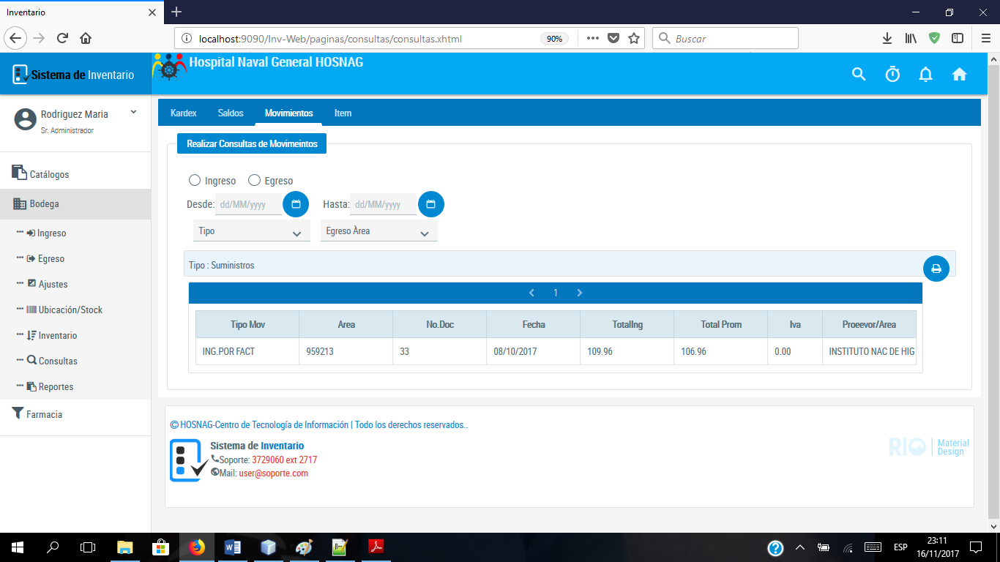 Inventario
localhost:9090/Inv-Web/paginas/consultas/consultas.xhtml
90%
Buscar
Sistema de Inventario
Hospital Naval General HOSNAG
Rodriguez Maria
Sr. Administrador
Kardex Saldos Movimientos Item
Realizar Consultas de Movimeintos
Catálogos
Bodega
Ingreso
Egreso
Ajustes
Ubicación/Stock
Inventario
Consultas
Reportes
Farmacia
Ingreso Egreso
Desde: dd/MM/yyyy Hasta: dd/MM/yyyy
Tipo Egreso Àrea
Tipo : Suministros
1
Tipo Mov Area No.Doc Fecha TotalIng Total Prom Iva Proeevor/Area
ING.POR FACT 959213 33 08/10/2017 109.96 106.96 0.00 INSTITUTO NAC DE HIG
© HOSNAG-Centro de Tecnología de Información | Todo los derechos reservados..
Sistema de Inventario
Soporte: 3729060 ext 2717
Mail: user@soporte.com
RIO | Material Design
ESP
23:11
16/11/2017